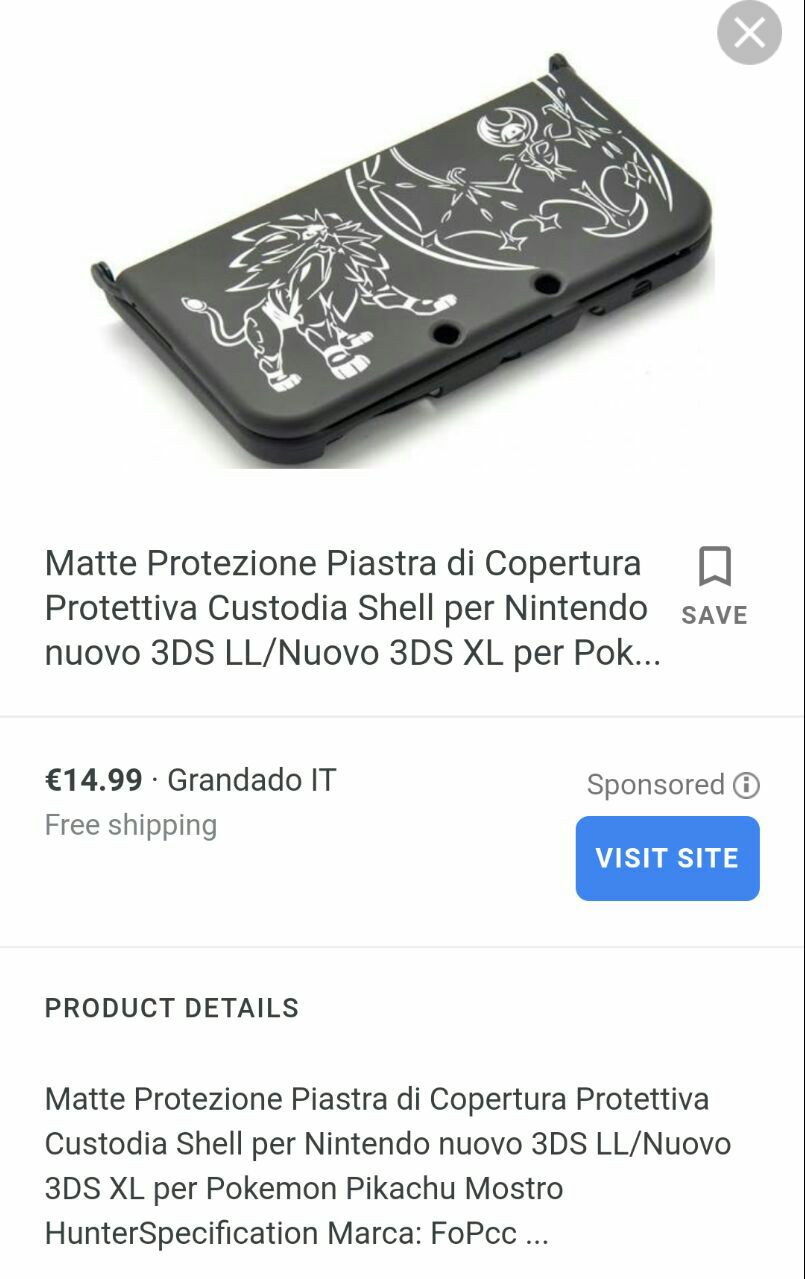 Matte Protezione Piastra di Copertura
Protettiva Custodia Shell per Nintendo
nuovo 3DS LL/Nuovo 3DS XL per Pok...
SAVE
€14.99 · Grandado IT
Free shipping
Sponsored
VISIT SITE
PRODUCT DETAILS
Matte Protezione Piastra di Copertura Protettiva
Custodia Shell per Nintendo nuovo 3DS LL/Nuovo
3DS XL per Pokemon Pikachu Mostro
HunterSpecification Marca: FoPcc ...